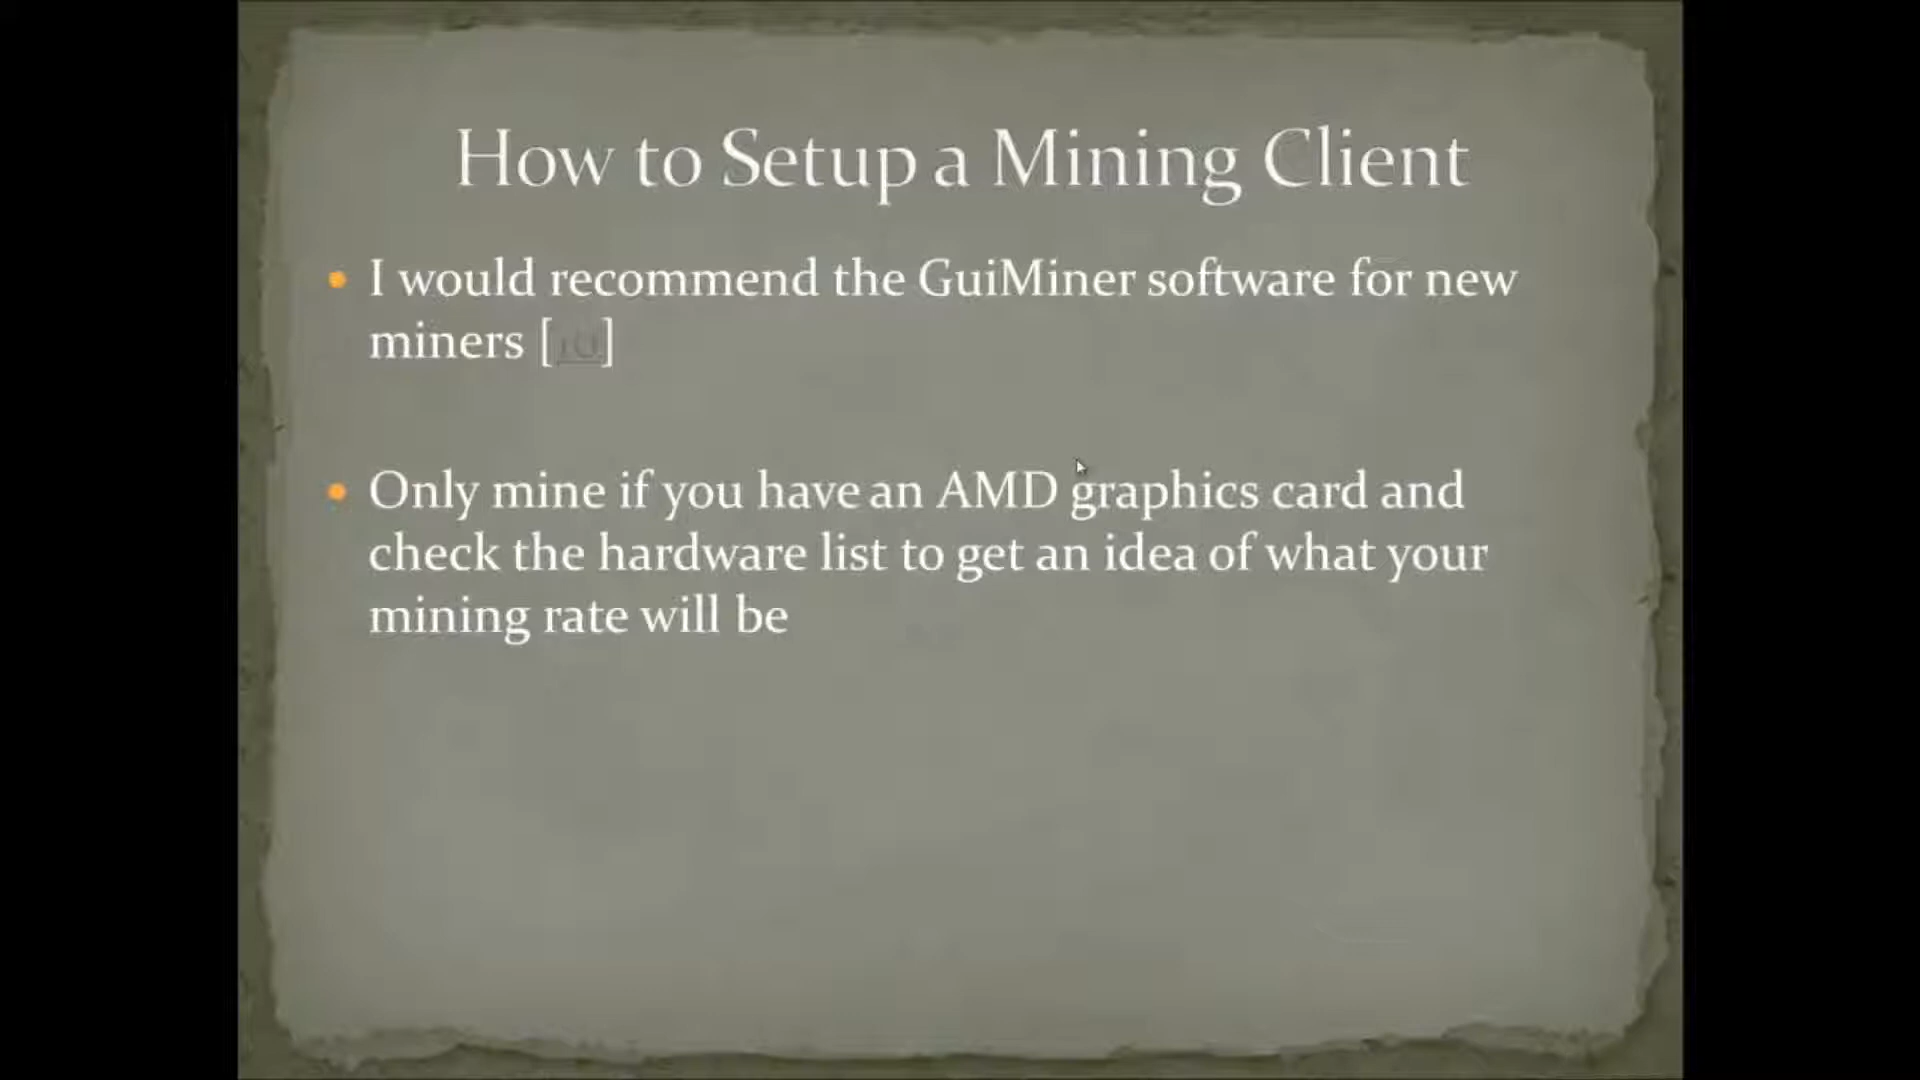 How to Setup a Mining Client
• I would recommend the GuiMiner software for new
miners [10]
• Only mine if you have an AMD graphics card and
check the hardware list to get an idea of what your
mining rate will be